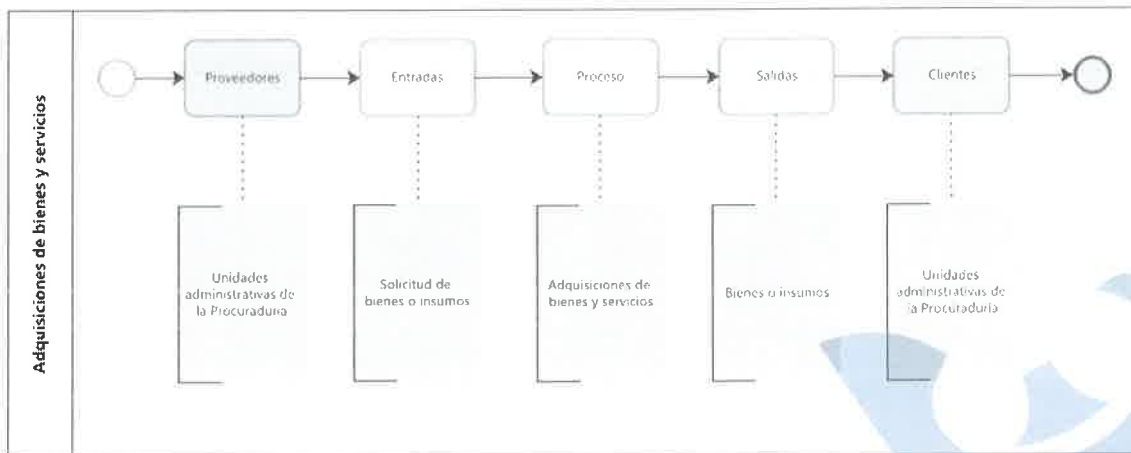 Adquisiciones de bienes y servicios
Proveedores
Entradas
Proceso
Salidas
Clientes
Unidades
administrativas de
la Procuraduría
Solicitud de
bienes o insumos
Adquisiciones de
bienes y servicios
Bienes o insumos
Unidades
administrativas de
la Procuraduría